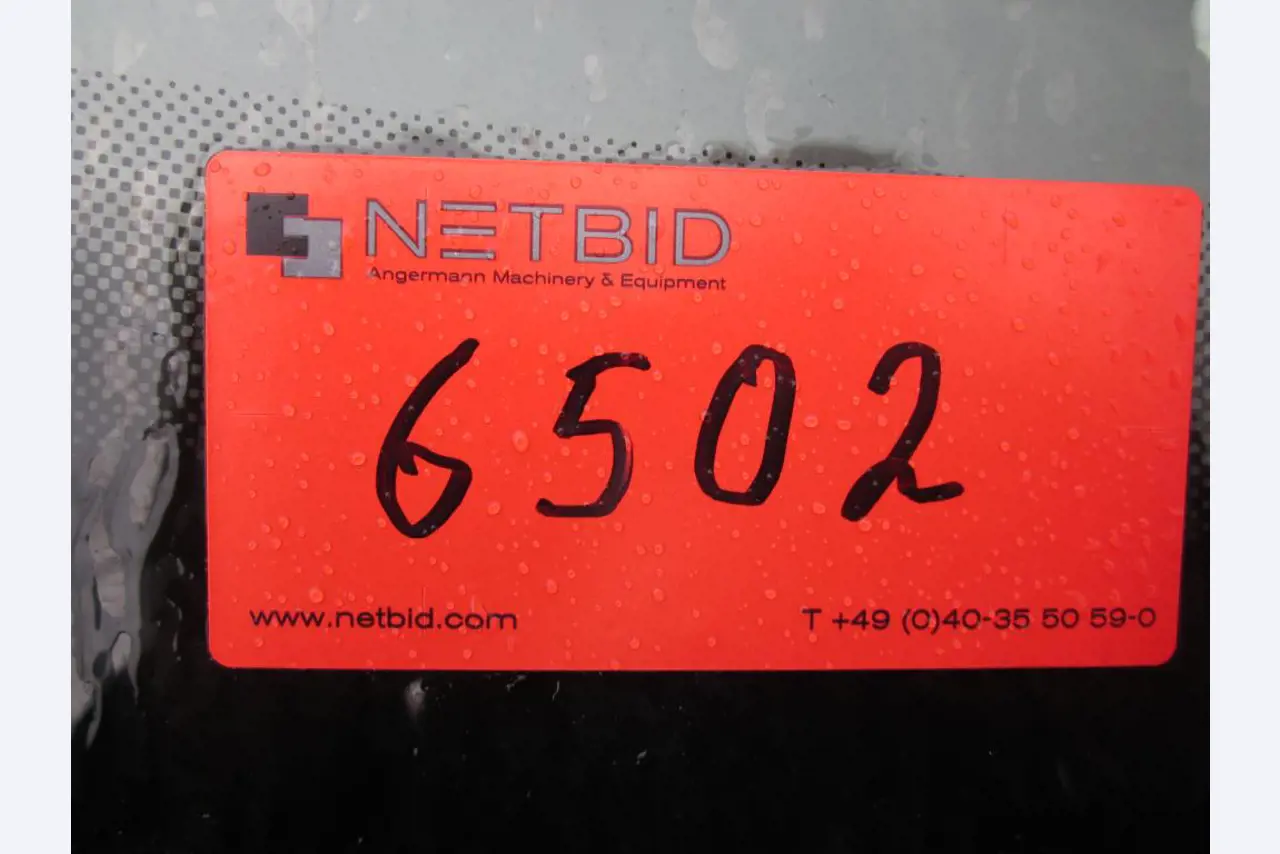 NETBID
Angermann Machinery & Equipment
6502
www.netbid.com
T +49 (0)40-35 50 59-0